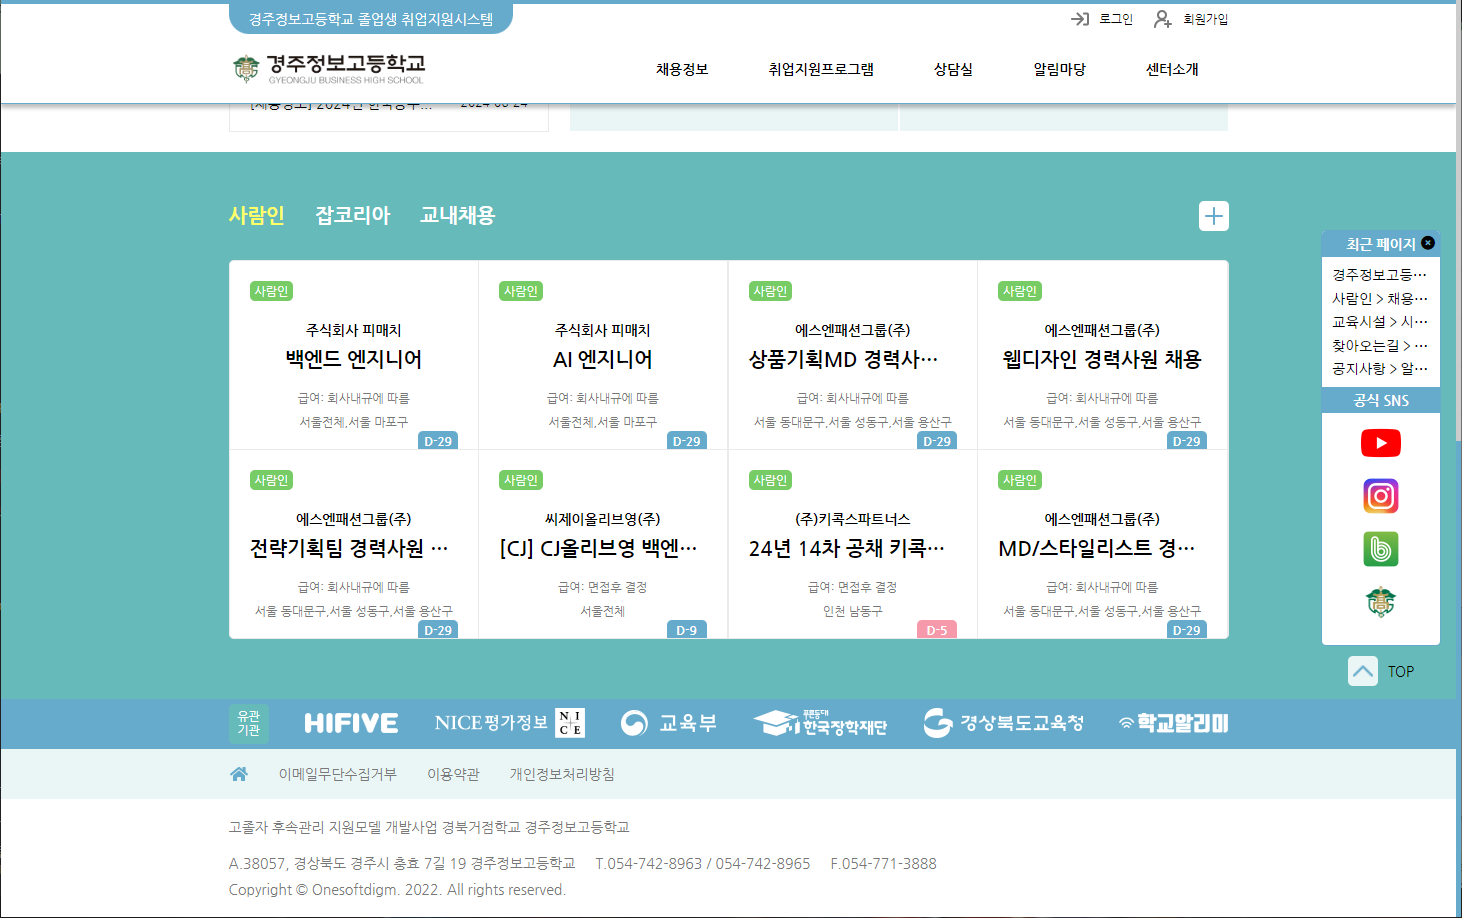 경주정보고등학교 졸업생 취업지원시스템
로그인 회원가입
경주정보고등학교
GYEONGJU BUSINESS HIGH SCHOOL
채용정보 취업지원프로그램 상담실 알림마당 센터소개
사람인 잡코리아 교내채용
사람인
주식회사 피매치
백엔드 엔지니어
급여: 회사내규에 따름
서울전체,서울 마포구
D-29
사람인
주식회사 피매치
AI 엔지니어
급여: 회사내규에 따름
서울전체,서울 마포구
D-29
사람인
에스엔패션그룹(주)
상품기획MD 경력사…
급여: 회사내규에 따름
서울 동대문구,서울 성동구,서울 용산구
D-29
사람인
에스엔패션그룹(주)
웹디자인 경력사원 채용
급여: 회사내규에 따름
서울 동대문구,서울 성동구,서울 용산구
D-29
사람인
에스엔패션그룹(주)
전략기획팀 경력사원 …
급여: 회사내규에 따름
서울 동대문구,서울 성동구,서울 용산구
D-29
사람인
씨제이올리브영(주)
[CJ] CJ올리브영 백엔…
급여: 면접후 결정
서울전체
D-9
사람인
(주)키콕스파트너스
24년 14차 공채 키콕…
급여: 면접후 결정
인천 남동구
D-5
사람인
에스엔패션그룹(주)
MD/스타일리스트 경…
급여: 회사내규에 따름
서울 동대문구,서울 성동구,서울 용산구
D-29
최근 페이지
경주정보고등…
사람인 > 채용…
교육시설 > 시…
찾아오는길 > …
공지사항 > 알…
공식 SNS
TOP
유관
기관
HIFIVE
NICE평가정보 NICE
교육부
푸른등대
한국장학재단
경상북도교육청
학교알리미
이메일무단수집거부 이용약관 개인정보처리방침
고졸자 후속관리 지원모델 개발사업 경북거점학교 경주정보고등학교
A.38057, 경상북도 경주시 충효 7길 19 경주정보고등학교 T.054-742-8963 / 054-742-8965 F.054-771-3888
Copyright © Onesoftdigm. 2022. All rights reserved.